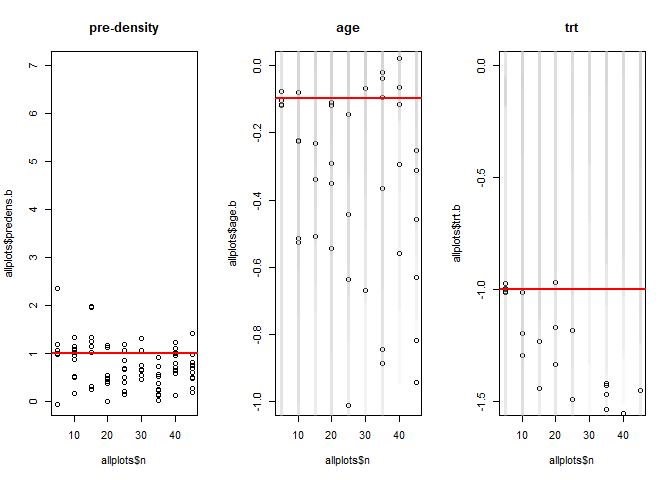 pre-density
allplots$predens.b
0 1 2 3 4 5 6 7
10 20 30 40
allplots$n
age
allplots$age.b
-1.0 -0.8 -0.6 -0.4 -0.2 0.0
10 20 30 40
allplots$n
trt
allplots$trt.b
-1.5 -1.0 -0.5 0.0
10 20 30 40
allplots$n